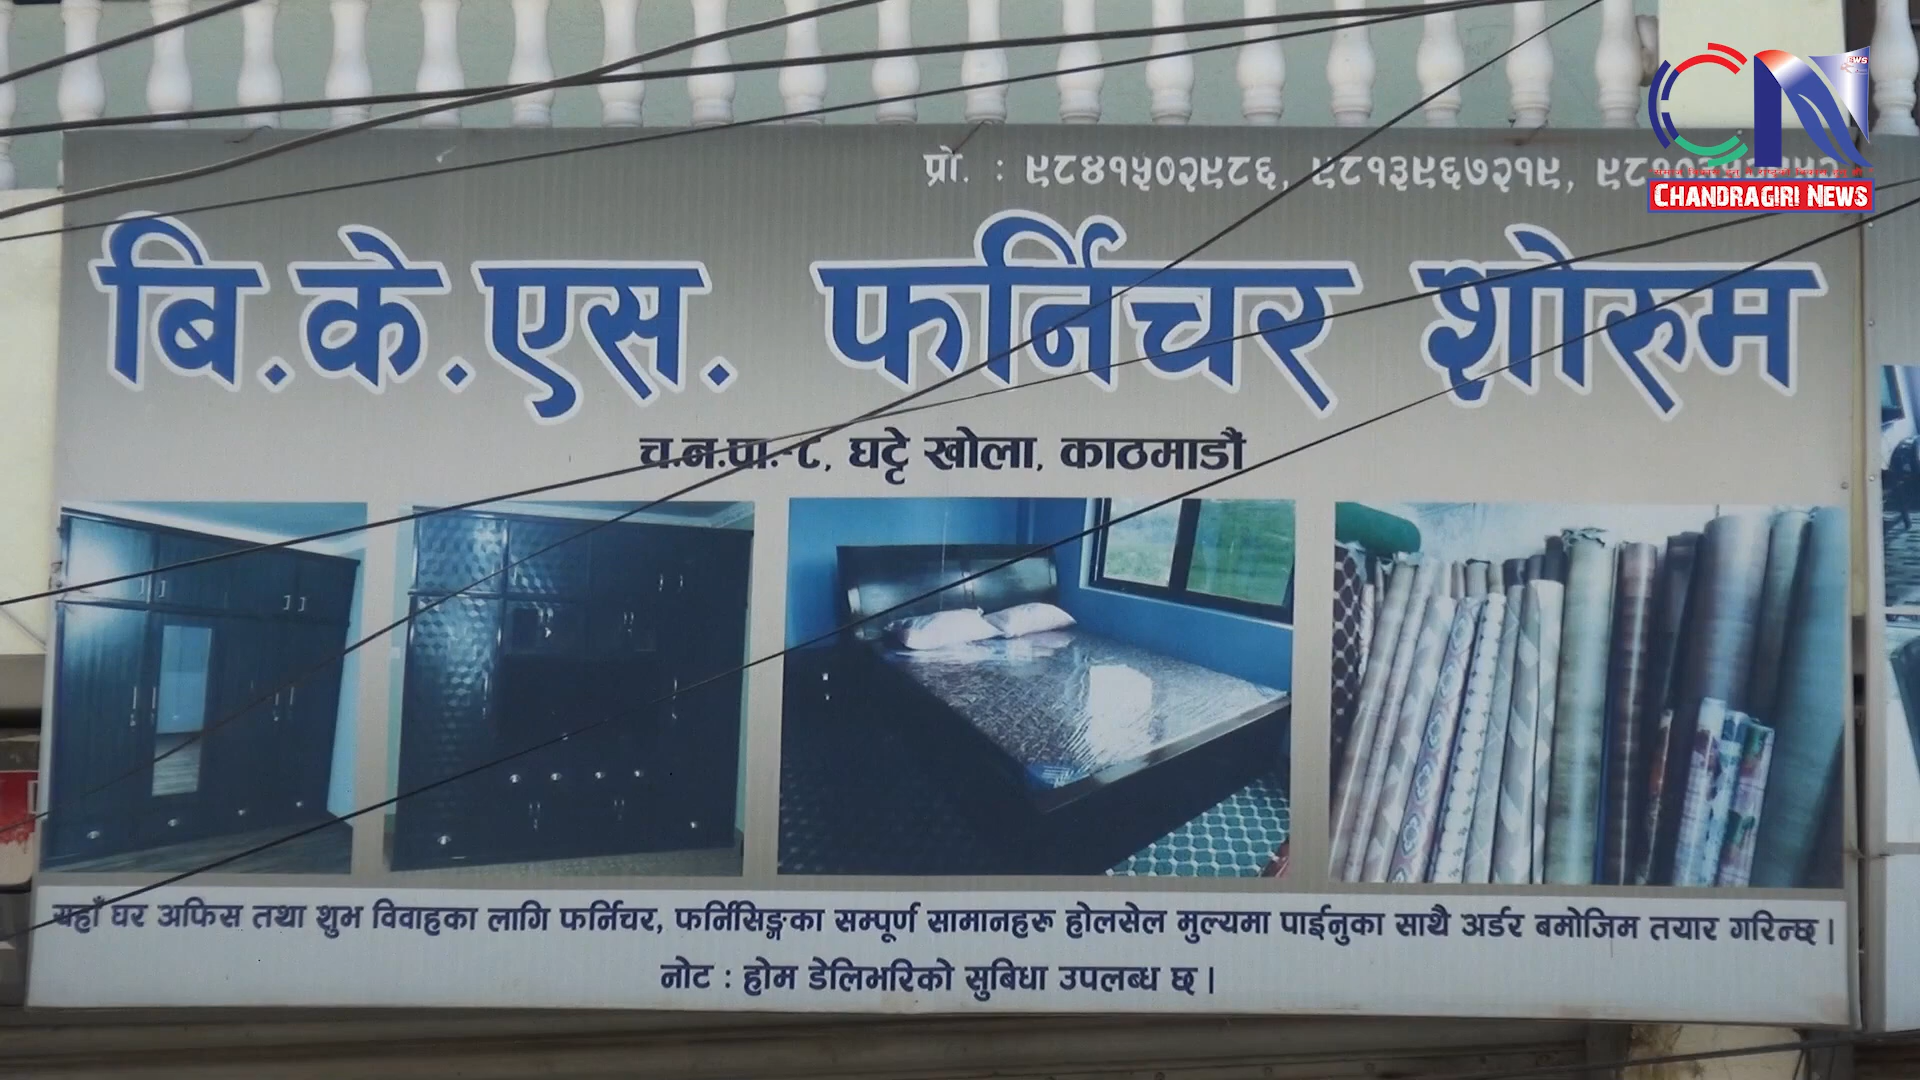 प्रो. : ९८४१५०२९८६, ९८१३९६७२१९,
NEWS
CHANDRAGIRI NEWS
बि.के.एस. फर्निचर शोरुम
च.न.पा.-८, घट्टे खोला, काठमाडौं
यहाँ घर अफिस तथा शुभ विवाहका लागि फर्निचर, फर्निसिङ्गका सम्पूर्ण सामानहरू होलसेल मुल्यमा पाईनुका साथै अर्डर बमोजिम तयार गरिन्छ ।
नोट : होम डेलिभरिको सुबिधा उपलब्ध छ ।